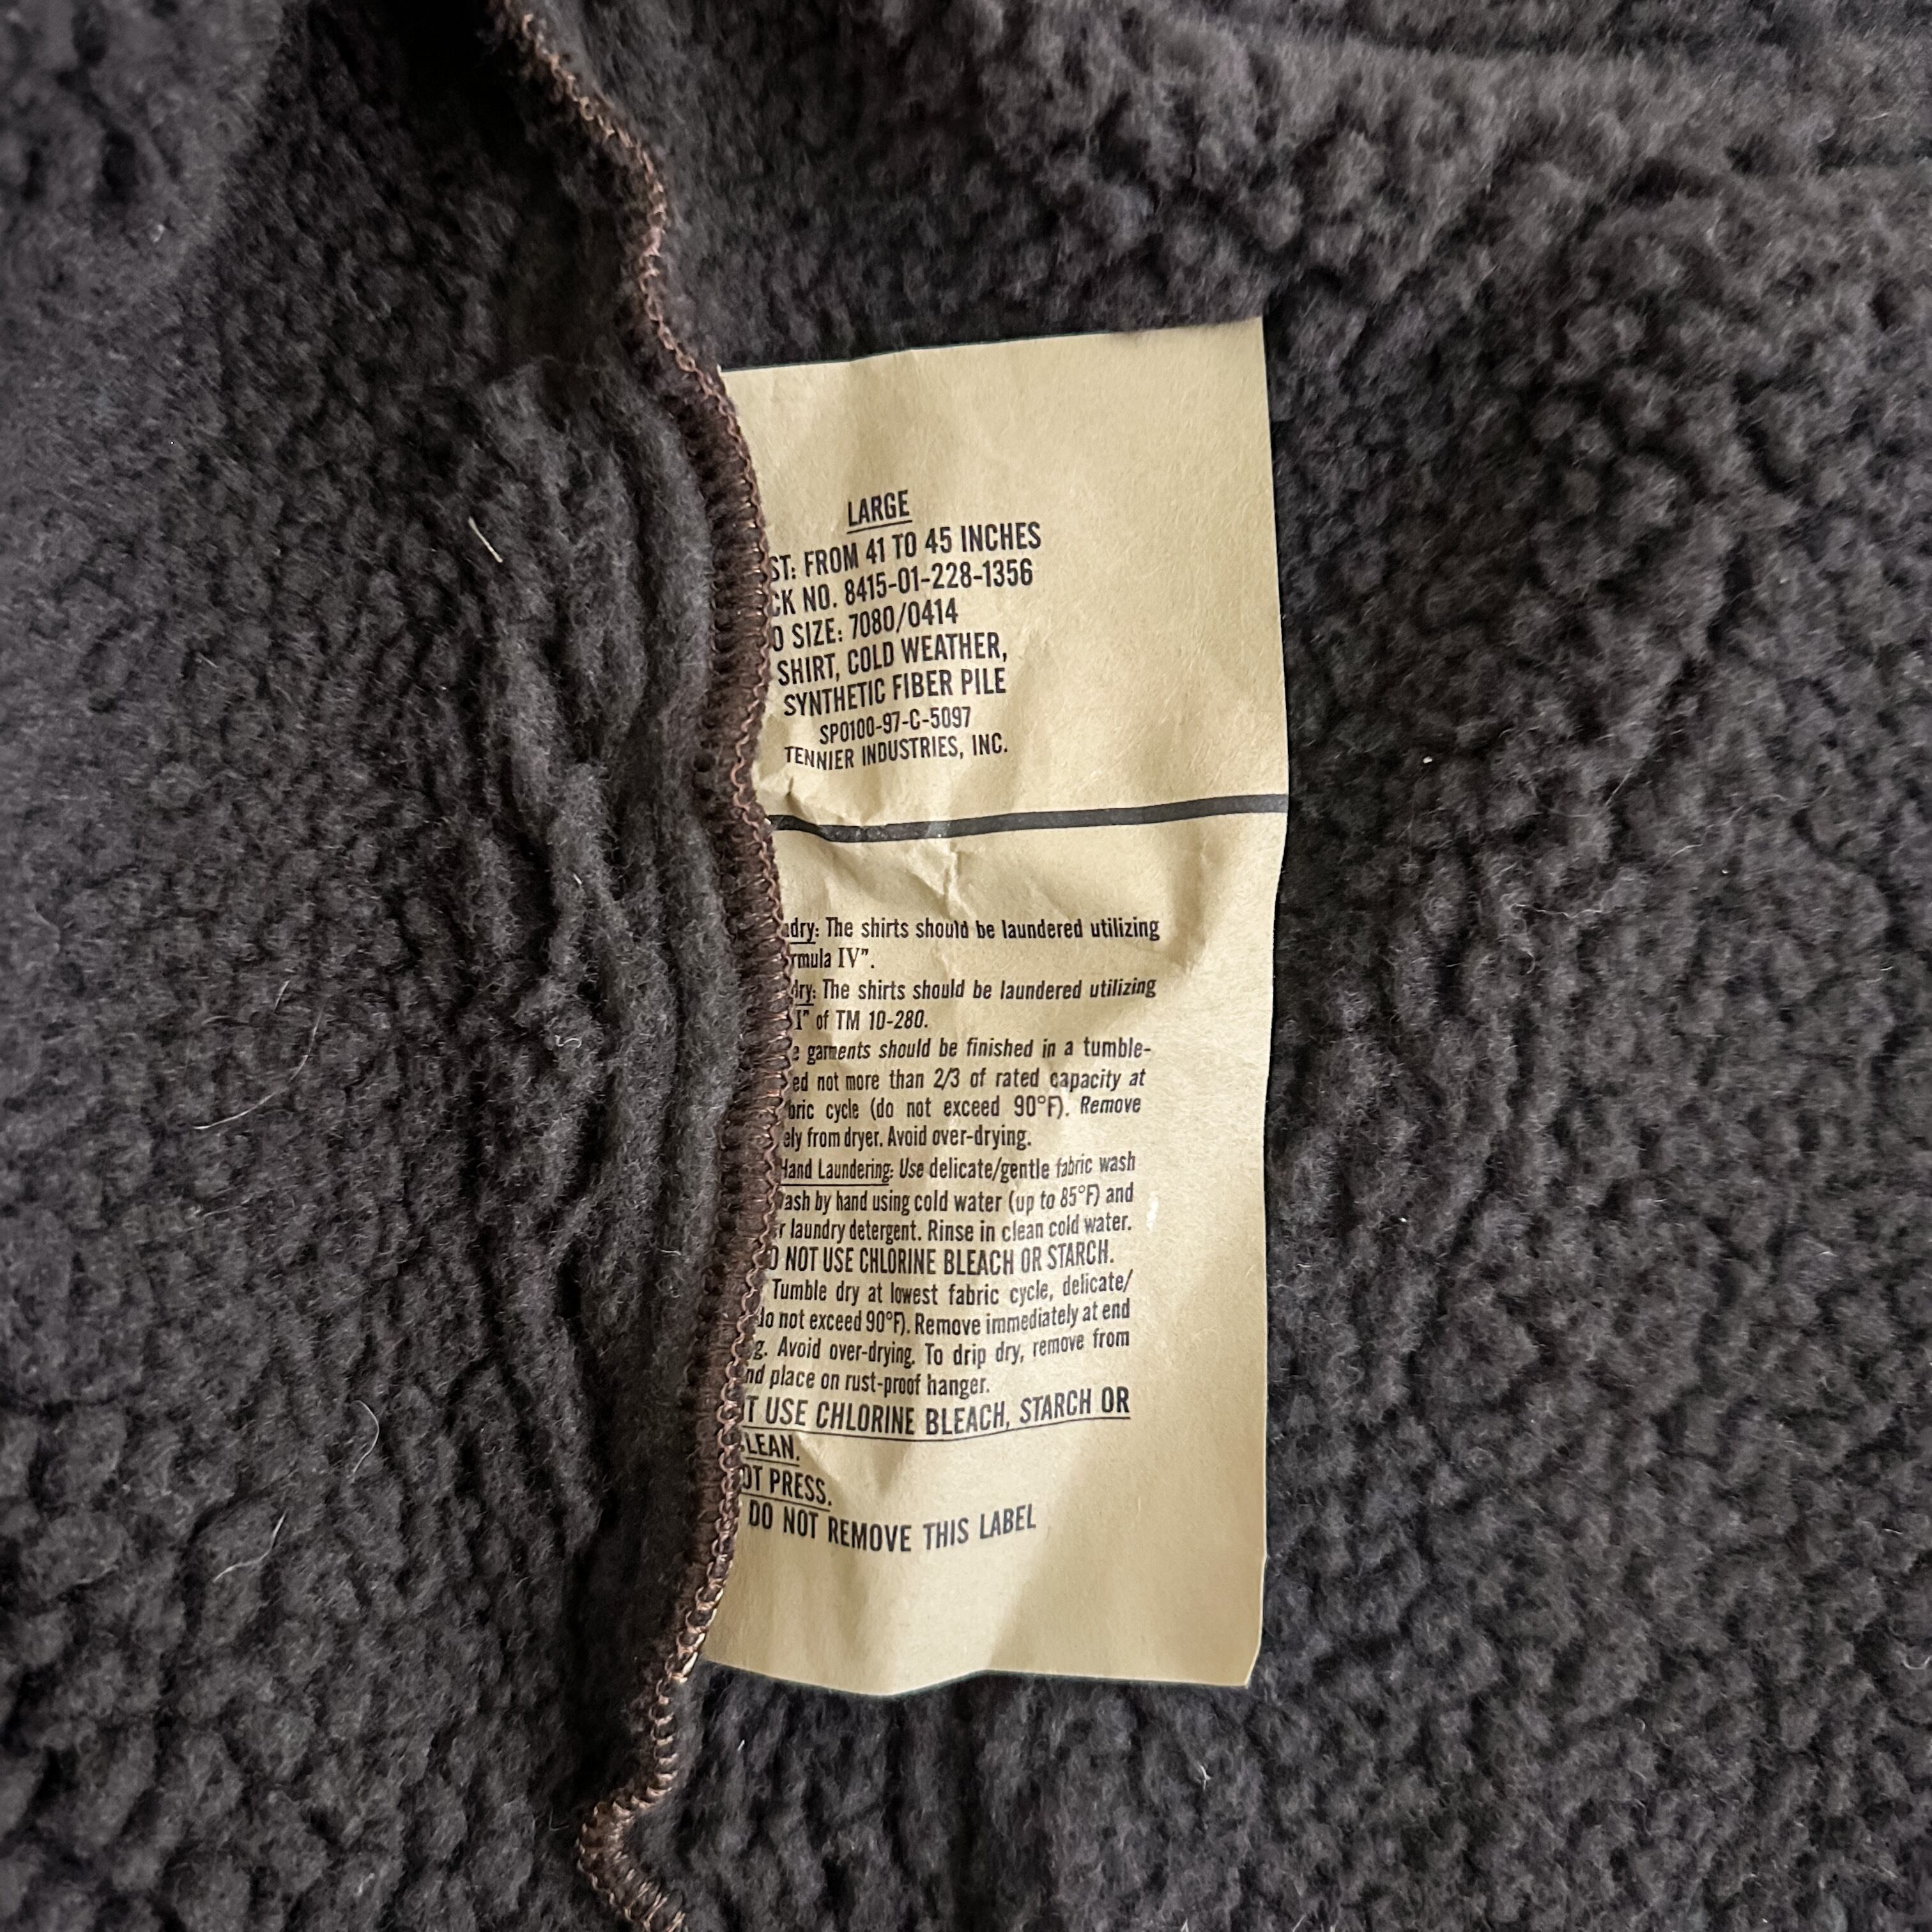 LARGE
ST: FROM 41 TO 45 INCHES
CK NO. 8415-01-228-1356
O SIZE: 7080/0414
SHIRT, COLD WEATHER,
SYNTHETIC FIBER PILE
SPO100-97-C-5097
TENNIER INDUSTRIES, INC.
dry: The shirts should be laundered utilizing
rmula IV".
dry: The shirts should be laundered utilizing
I" of TM 10-280.
e garments should be finished in a tumble-
ed not more than 2/3 of rated capacity at
bric cycle (do not exceed 90°F). Remove
ely from dryer. Avoid over-drying.
Hand Laundering: Use delicate/gentle fabric wash
ash by hand using cold water (up to 85°F) and
r laundry detergent. Rinse in clean cold water.
O NOT USE CHLORINE BLEACH OR STARCH.
Tumble dry at lowest fabric cycle, delicate/
do not exceed 90°F). Remove immediately at end
g. Avoid over-drying. To drip dry, remove from
nd place on rust-proof hanger.
T USE CHLORINE BLEACH, STARCH OR
LEAN.
OT PRESS.
DO NOT REMOVE THIS LABEL